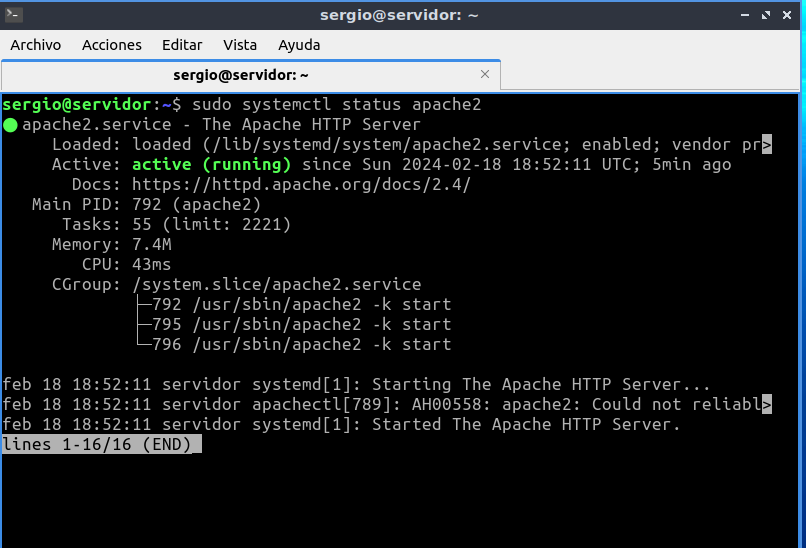 sergio@servidor: ~
Archivo Acciones Editar Vista Ayuda
sergio@servidor: ~
sergio@servidor:~$ sudo systemctl status apache2
● apache2.service - The Apache HTTP Server
Loaded: loaded (/lib/systemd/system/apache2.service; enabled; vendor pr>
Active: active (running) since Sun 2024-02-18 18:52:11 UTC; 5min ago
Docs: https://httpd.apache.org/docs/2.4/
Main PID: 792 (apache2)
Tasks: 55 (limit: 2221)
Memory: 7.4M
CPU: 43ms
CGroup: /system.slice/apache2.service
├─792 /usr/sbin/apache2 -k start
├─795 /usr/sbin/apache2 -k start
└─796 /usr/sbin/apache2 -k start
feb 18 18:52:11 servidor systemd[1]: Starting The Apache HTTP Server...
feb 18 18:52:11 servidor apachectl[789]: AH00558: apache2: Could not reliabl>
feb 18 18:52:11 servidor systemd[1]: Started The Apache HTTP Server.
lines 1-16/16 (END)